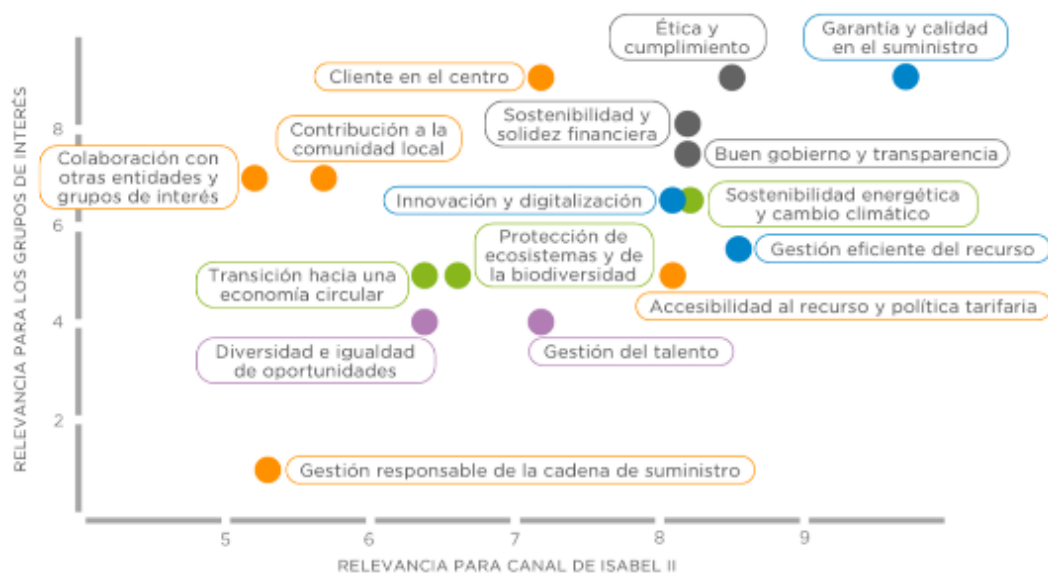 Ética y
cumplimiento
Garantía y calidad
en el suministro
Cliente en el centro
Sostenibilidad y
solidez financiera
Contribución a la
comunidad local
Buen gobierno y transparencia
Colaboración con
otras entidades y
grupos de interés
Innovación y digitalización
Sostenibilidad energética
y cambio climático
Protección de
ecosistemas y de
la biodiversidad
Gestión eficiente del recurso
Transición hacia una
economía circular
Accesibilidad al recurso y política tarifaria
Diversidad e igualdad
de oportunidades
Gestión del talento
Gestión responsable de la cadena de suministro
RELEVANCIA PARA LOS GRUPOS DE INTERÉS
8
6
4
2
5
6
7
8
9
RELEVANCIA PARA CANAL DE ISABEL II